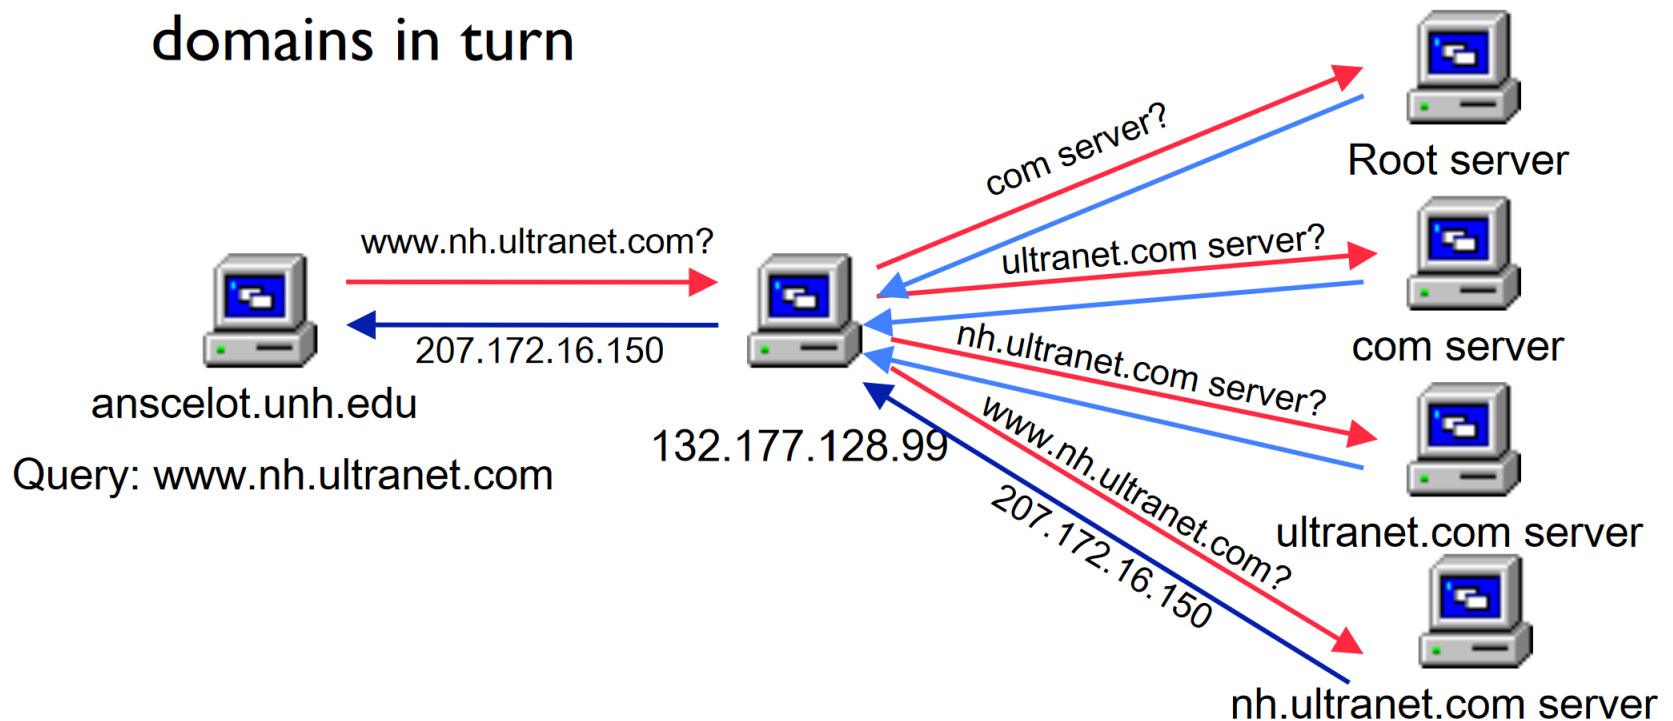 domains in turn
www.nh.ultranet.com?
207.172.16.150
anscelot.unh.edu
Query: www.nh.ultranet.com
132.177.128.99
com server?
Root server
ultranet.com server?
com server
nh.ultranet.com server?
ultranet.com server
www.nh.ultranet.com?
207.172.16.150
nh.ultranet.com server